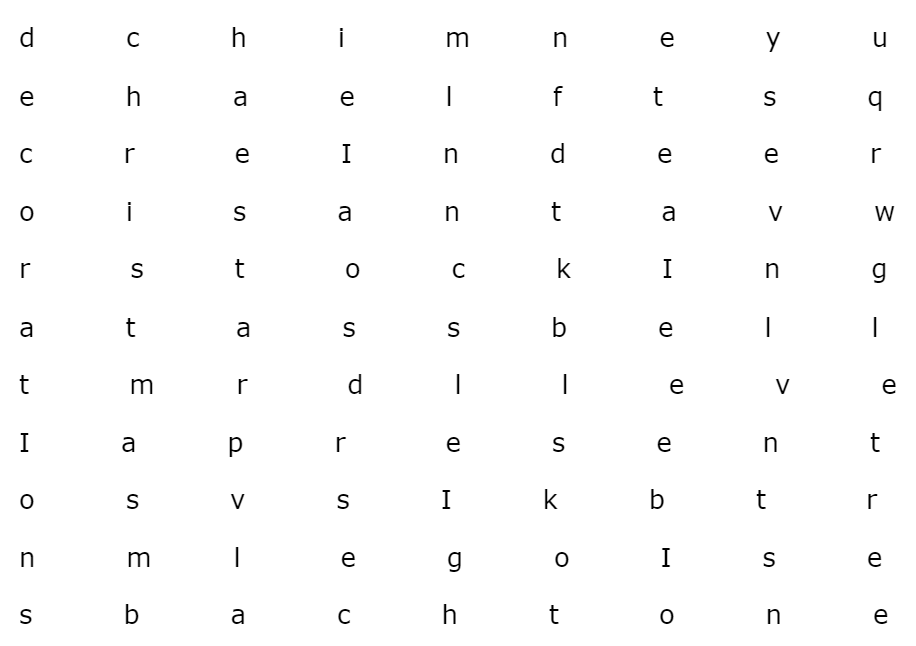 d c h i m n e y u
e h a e l f t s q
c r e I n d e e r
o i s a n t a v w
r s t o c k I n g
a t a s s b e l l
t m r d l l e v e
I a p r e s e n t
o s v s I k b t r
n m l e g o I s e
s b a c h t o n e